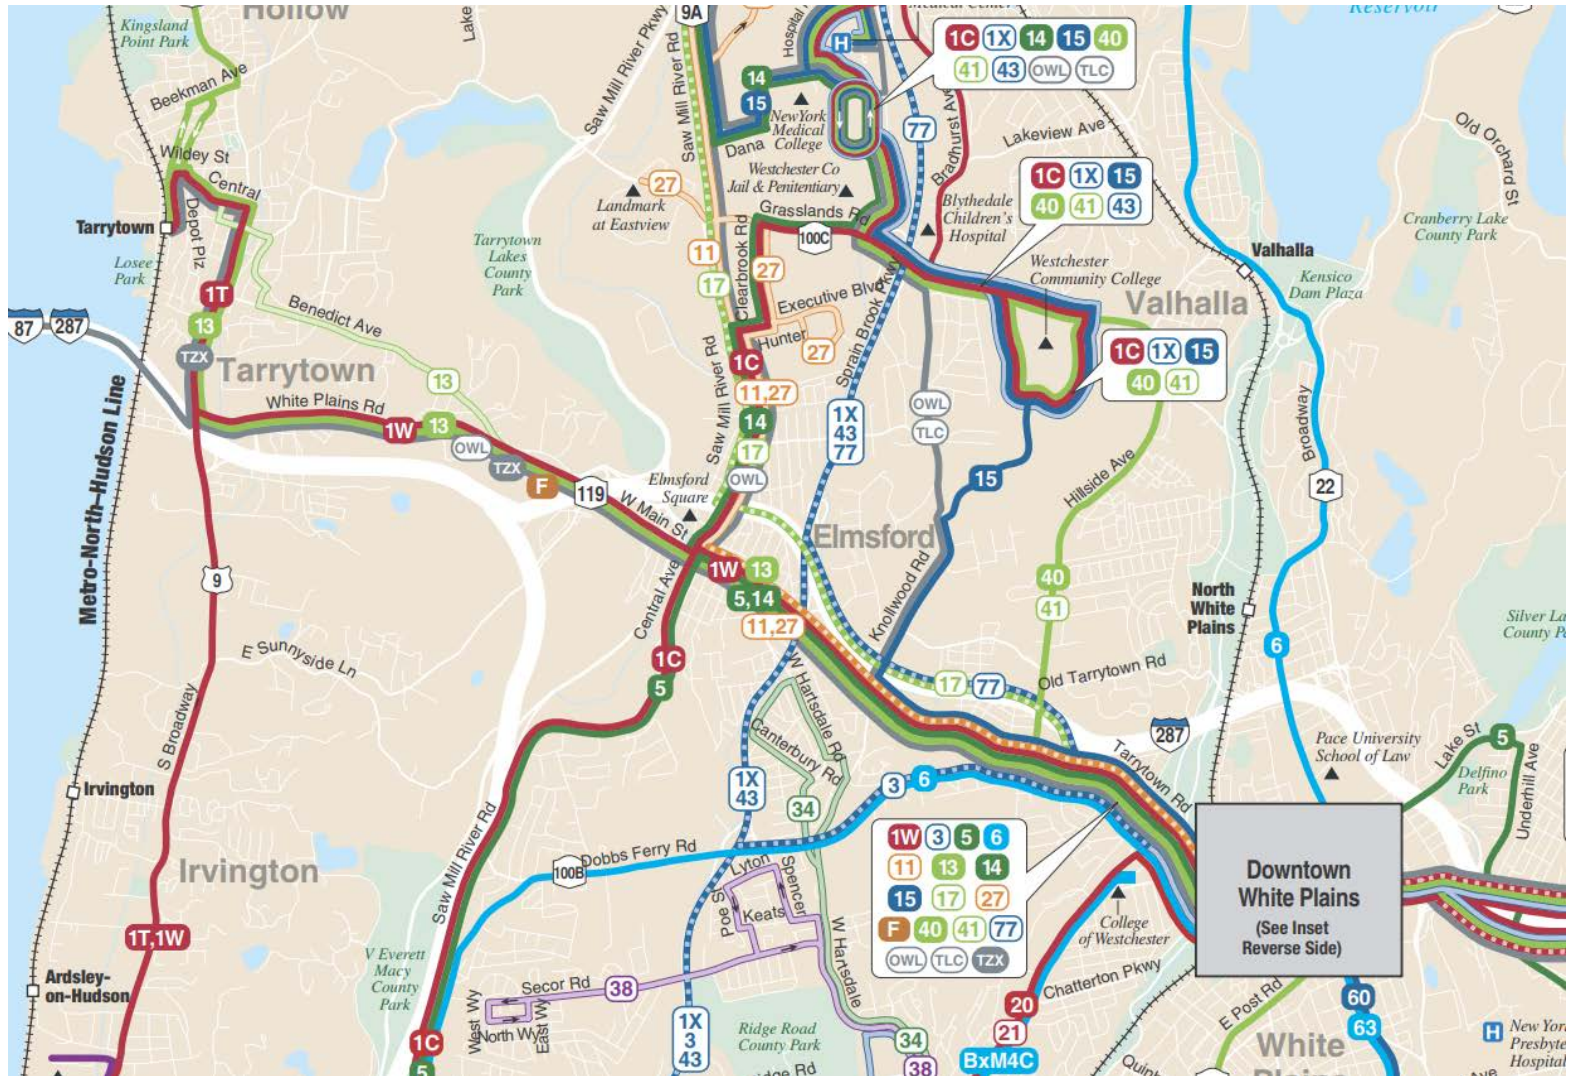 Hollow
Kingsland
Point Park
Beekman Ave
Wildey St
Central
Tarrytown
Depot Plz
Losee
Park
1T
13
TZX
87
287
Tarrytown
Benedict Ave
13
White Plains Rd
1W
13
OWL
TZX
F
119
W Main St
Metro-North–Hudson Line
9
E Sunnyside Ln
S Broadway
Irvington
Irvington
1T,1W
Ardsley-
on-Hudson
Lake
Saw Mill River Pkwy
9A
Saw Mill River Rd
Tarrytown
Lakes
County
Park
27
Landmark
at Eastview
11
17
14
15
Dana
New York
Medical
College
Westchester Co
Jail & Penitentiary
Grasslands Rd
100C
Clearbrook Rd
27
Executive Blvd
Hunter
27
Saw Mill River Rd
1C
11,27
14
17
OWL
Elmsford
Square
H
1C 1X 14 15 40
41 43 OWL TLC
77
Bradhurst Ave
Lakeview Ave
1C 1X 15
40 41 43
Blythedale
Children's
Hospital
Westchester
Community College
Valhalla
Valhalla
Kensico
Dam Plaza
1C 1X 15
40 41
Sprain Brook Pkwy
1X
43
77
OWL
TLC
15
Hillside Ave
Broadway
22
Old Orchard St
Cranberry Lake
County Park
Elmsford
Knollwood Rd
40
41
North
White
Plains
6
1W
13
5,14
11,27
Central Ave
1C
5
W Hartsdale Rd
Canterbury Rd
17
77
Old Tarrytown Rd
287
Tarrytown Rd
Pace University
School of Law
Lake St
5
Delfino
Park
Underhill Ave
1X
43
34
3
6
Dobbs Ferry Rd
100B
Saw Mill River Rd
Lyton
Spencer
Poe St
Keats
W Hartsdale
1W 3 5 6
11 13 14
15 17 27
F 40 41 77
OWL TLC TZX
College
of Westchester
Chatterton Pkwy
Downtown
White Plains
(See Inset
Reverse Side)
V Everett
Macy
County
Park
Secor Rd
38
West Wy
North Wy
East Wy
1C
5
1X
3
43
Ridge Road
County Park
34
38
20
21
BxM4C
E Post Rd
60
63
White
H